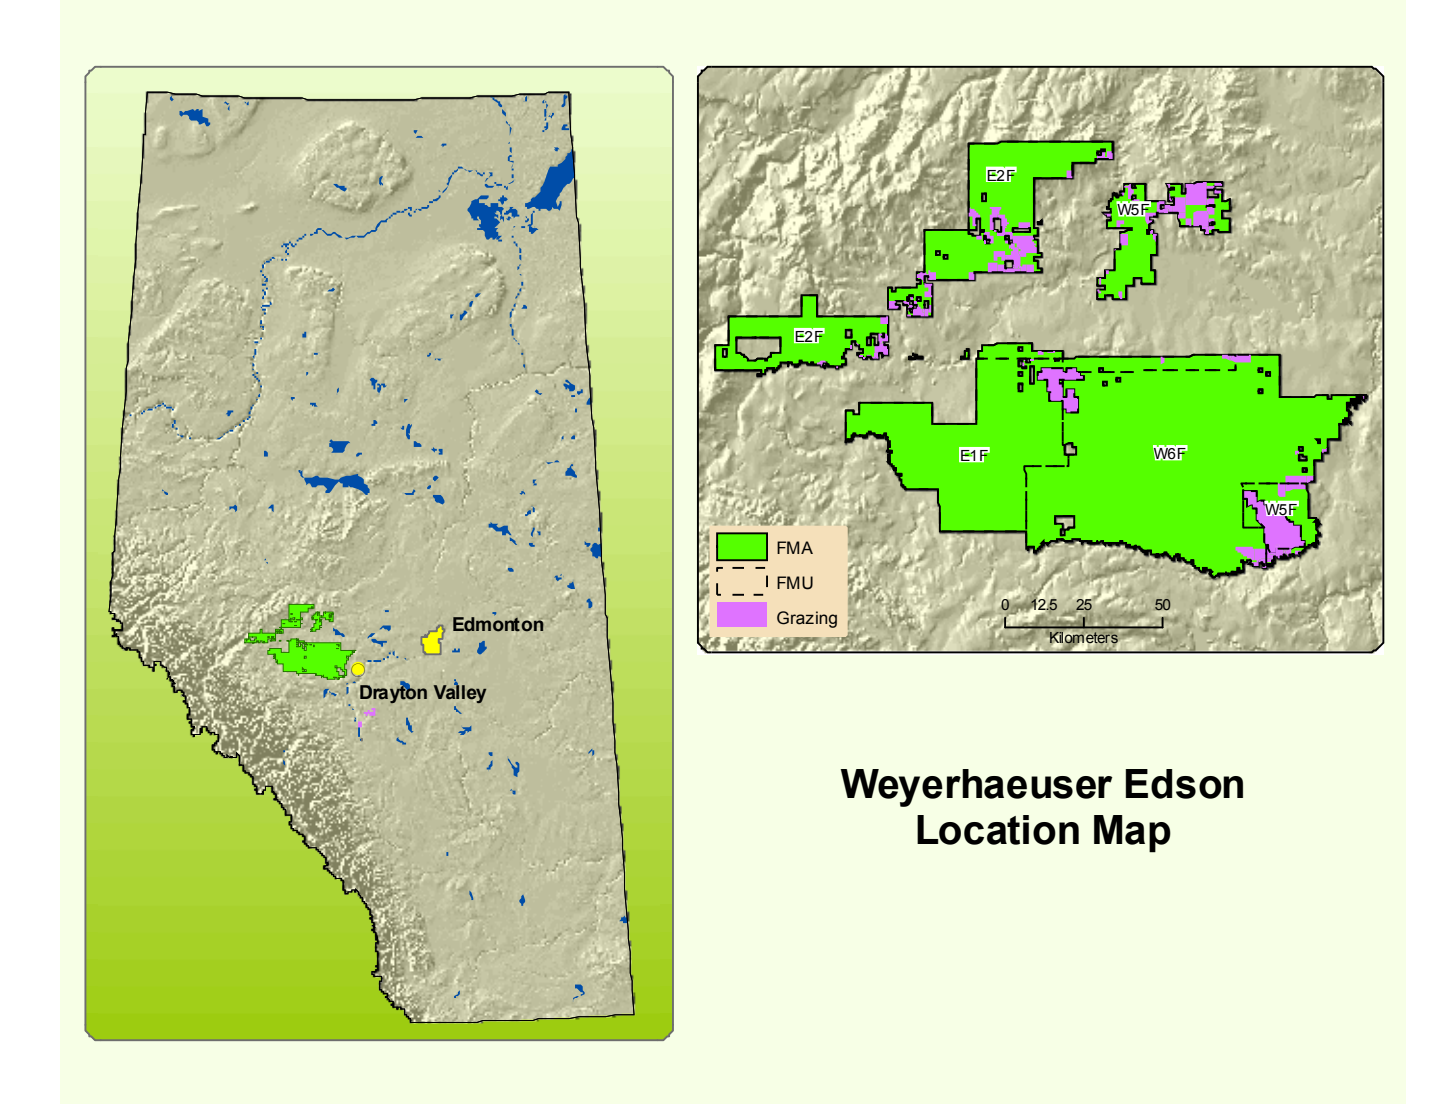 Edmonton
Drayton Valley
E2F
W5F
E2F
E1F
W6F
W5F
FMA
FMU
Grazing
0 12.5 25 50
Kilometers
Weyerhaeuser Edson
Location Map